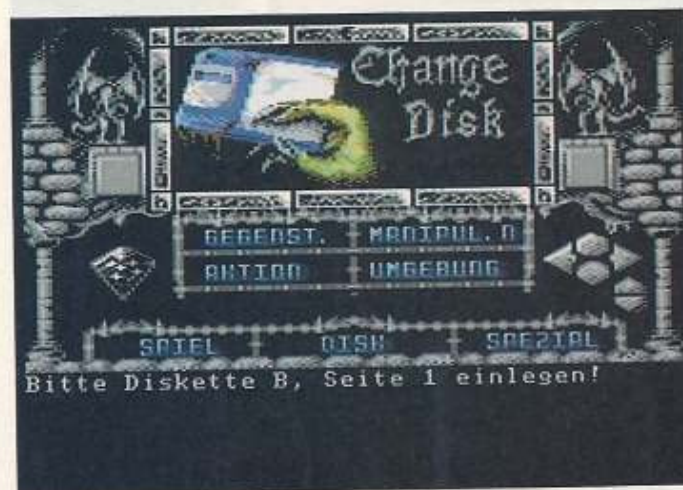 Change
Disk
GEGENST. MANIPUL.N
AKTION UMGEBUNG
SPIEL DISK SPEZIAL
Bitte Diskette B, Seite 1 einlegen!